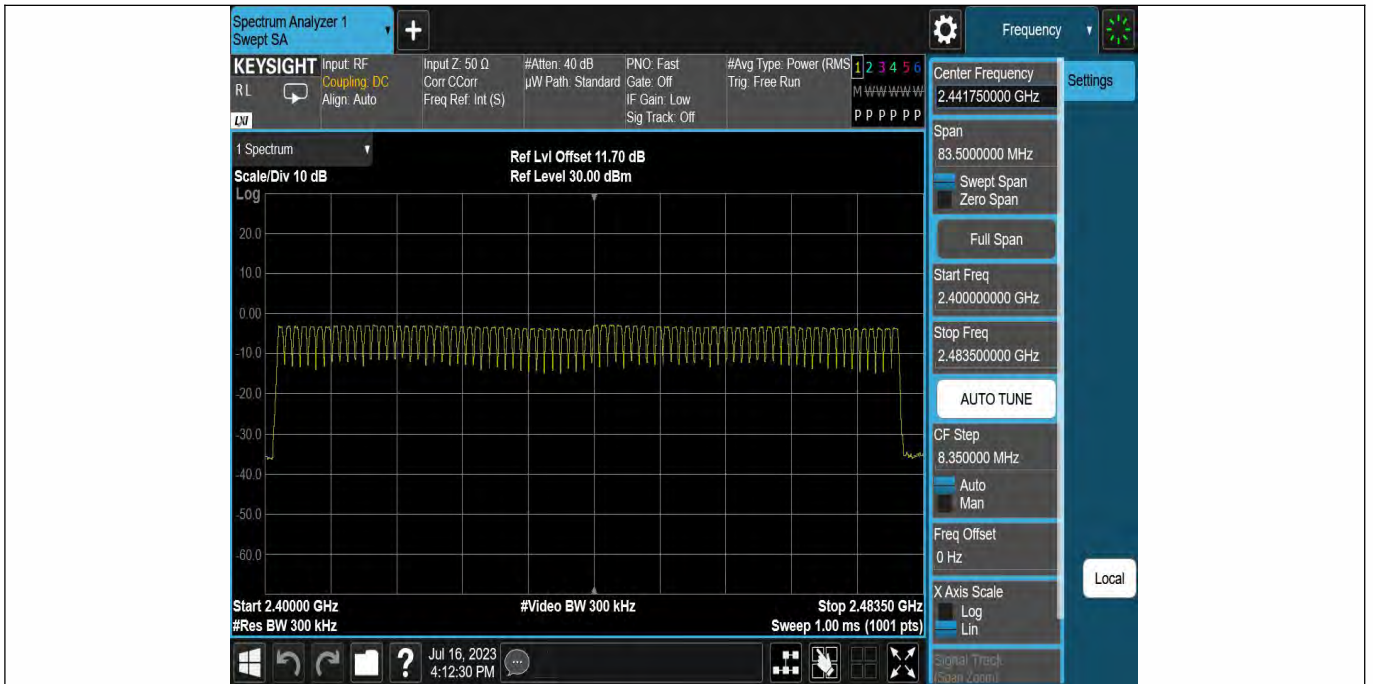 Spectrum Analyzer 1
Swept SA
+
Frequency
KEYSIGHT
RL
LXI
Input: RF
Coupling: DC
Align: Auto
Input Z: 50 Ω
Corr CCorr
Freq Ref: Int (S)
#Atten: 40 dB
µW Path: Standard
PNO: Fast
Gate: Off
IF Gain: Low
Sig Track: Off
#Avg Type: Power (RMS
Trig: Free Run
1 2 3 4 5 6
M W W W W W
P P P P P P
1 Spectrum
Scale/Div 10 dB
Ref Lvl Offset 11.70 dB
Ref Level 30.00 dBm
Log
20.0
10.0
0.00
-10.0
-20.0
-30.0
-40.0
-50.0
-60.0
Start 2.40000 GHz
#Res BW 300 kHz
#Video BW 300 kHz
Stop 2.48350 GHz
Sweep 1.00 ms (1001 pts)
Center Frequency
2.441750000 GHz
Settings
Span
83.5000000 MHz
Swept Span
Zero Span
Full Span
Start Freq
2.400000000 GHz
Stop Freq
2.483500000 GHz
AUTO TUNE
CF Step
8.350000 MHz
Auto
Man
Freq Offset
0 Hz
X Axis Scale
Log
Lin
Signal Track
(Span Zoom)
Local
?
Jul 16, 2023
4:12:30 PM